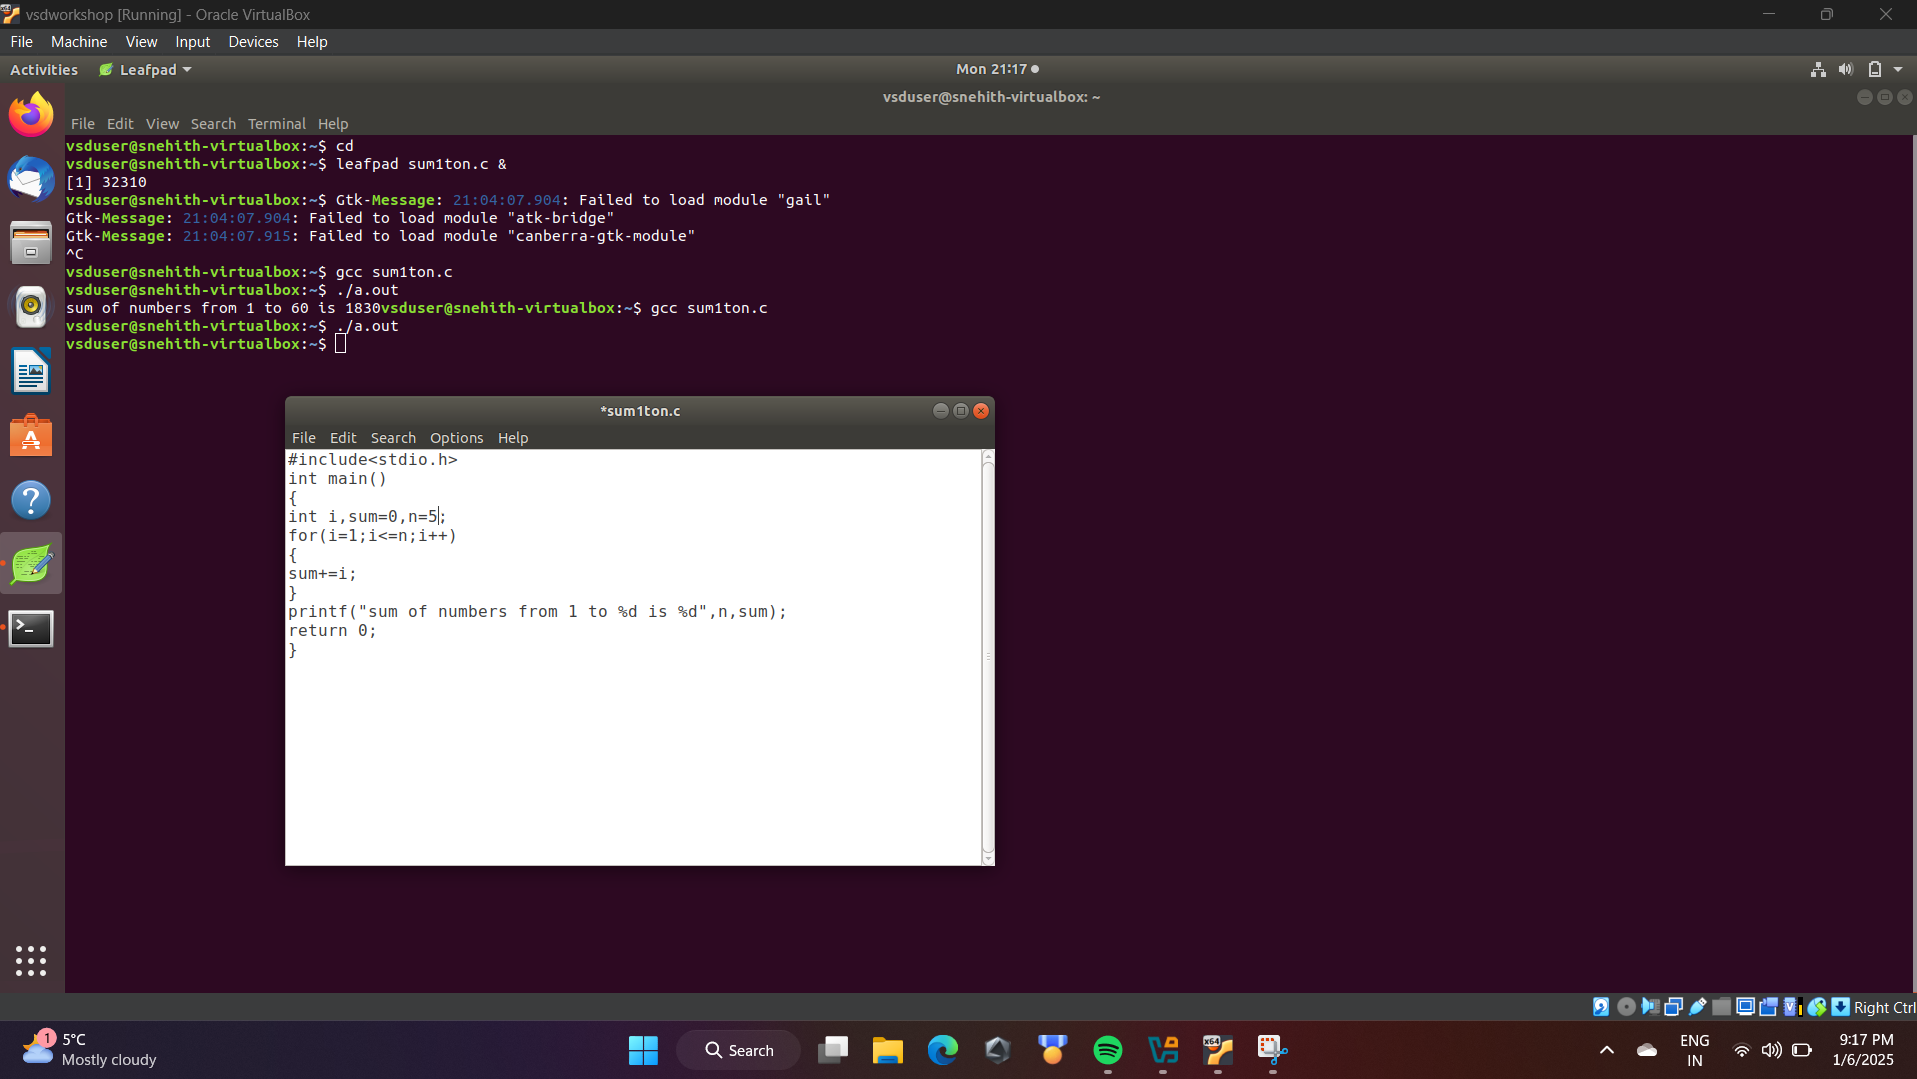 vsdworkshop [Running] - Oracle VirtualBox
File Machine View Input Devices Help
Activities Leafpad Mon 21:17
vsduser@snehith-virtualbox: ~
File Edit View Search Terminal Help
vsduser@snehith-virtualbox:~$ cd
vsduser@snehith-virtualbox:~$ leafpad sum1ton.c &
[1] 32310
vsduser@snehith-virtualbox:~$ Gtk-Message: 21:04:07.904: Failed to load module "gail"
Gtk-Message: 21:04:07.904: Failed to load module "atk-bridge"
Gtk-Message: 21:04:07.915: Failed to load module "canberra-gtk-module"
^C
vsduser@snehith-virtualbox:~$ gcc sum1ton.c
vsduser@snehith-virtualbox:~$ ./a.out
sum of numbers from 1 to 60 is 1830vsduser@snehith-virtualbox:~$ gcc sum1ton.c
vsduser@snehith-virtualbox:~$ ./a.out
vsduser@snehith-virtualbox:~$
*sum1ton.c
File Edit Search Options Help
#include<stdio.h>
int main()
{
int i,sum=0,n=5;
for(i=1;i<=n;i++)
{
sum+=i;
}
printf("sum of numbers from 1 to %d is %d",n,sum);
return 0;
}
Right Ctrl
1
5°C
Mostly cloudy
Search
x64
ENG
IN
9:17 PM
1/6/2025